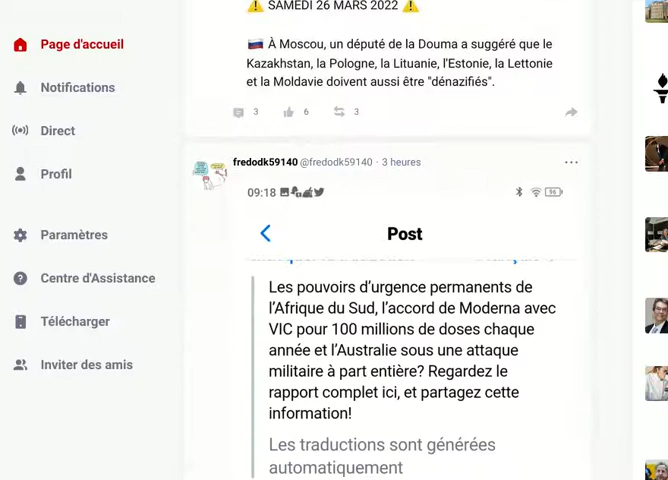 SAMEDI 26 MARS 2022
Page d'accueil
À Moscou, un député de la Douma a suggéré que le
Kazakhstan, la Pologne, la Lituanie, l'Estonie, la Lettonie
et la Moldavie doivent aussi être "dénazifiés".
Notifications
3 6 3
Direct
fredodk59140 @fredodk59140 · 3 heures
Profil
09:18 96
Post
Paramètres
Centre d'Assistance
Télécharger
Inviter des amis
Les pouvoirs d'urgence permanents de
l'Afrique du Sud, l'accord de Moderna avec
VIC pour 100 millions de doses chaque
année et l'Australie sous une attaque
militaire à part entière? Regardez le
rapport complet ici, et partagez cette
information!
Les traductions sont générées
automatiquement